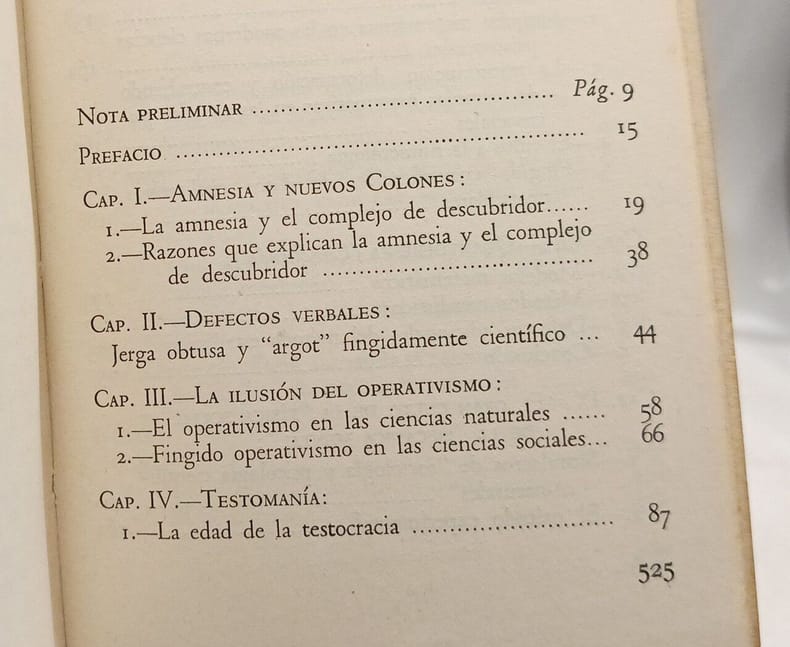 NOTA PRELIMINAR ........................................ Pág. 9
PREFACIO ...................................................... 15
CAP. I.—AMNESIA Y NUEVOS COLONES:
1.—La amnesia y el complejo de descubridor...... 19
2.—Razones que explican la amnesia y el complejo
de descubridor ................................... 38
CAP. II.—DEFECTOS VERBALES:
Jerga obtusa y “argot” fingidamente científico ... 44
CAP. III.—LA ILUSIÓN DEL OPERATIVISMO:
1.—El operativismo en las ciencias naturales ...... 58
2.—Fingido operativismo en las ciencias sociales... 66
CAP. IV.—TESTOMANÍA:
1.—La edad de la testocracia ......................... 87
525